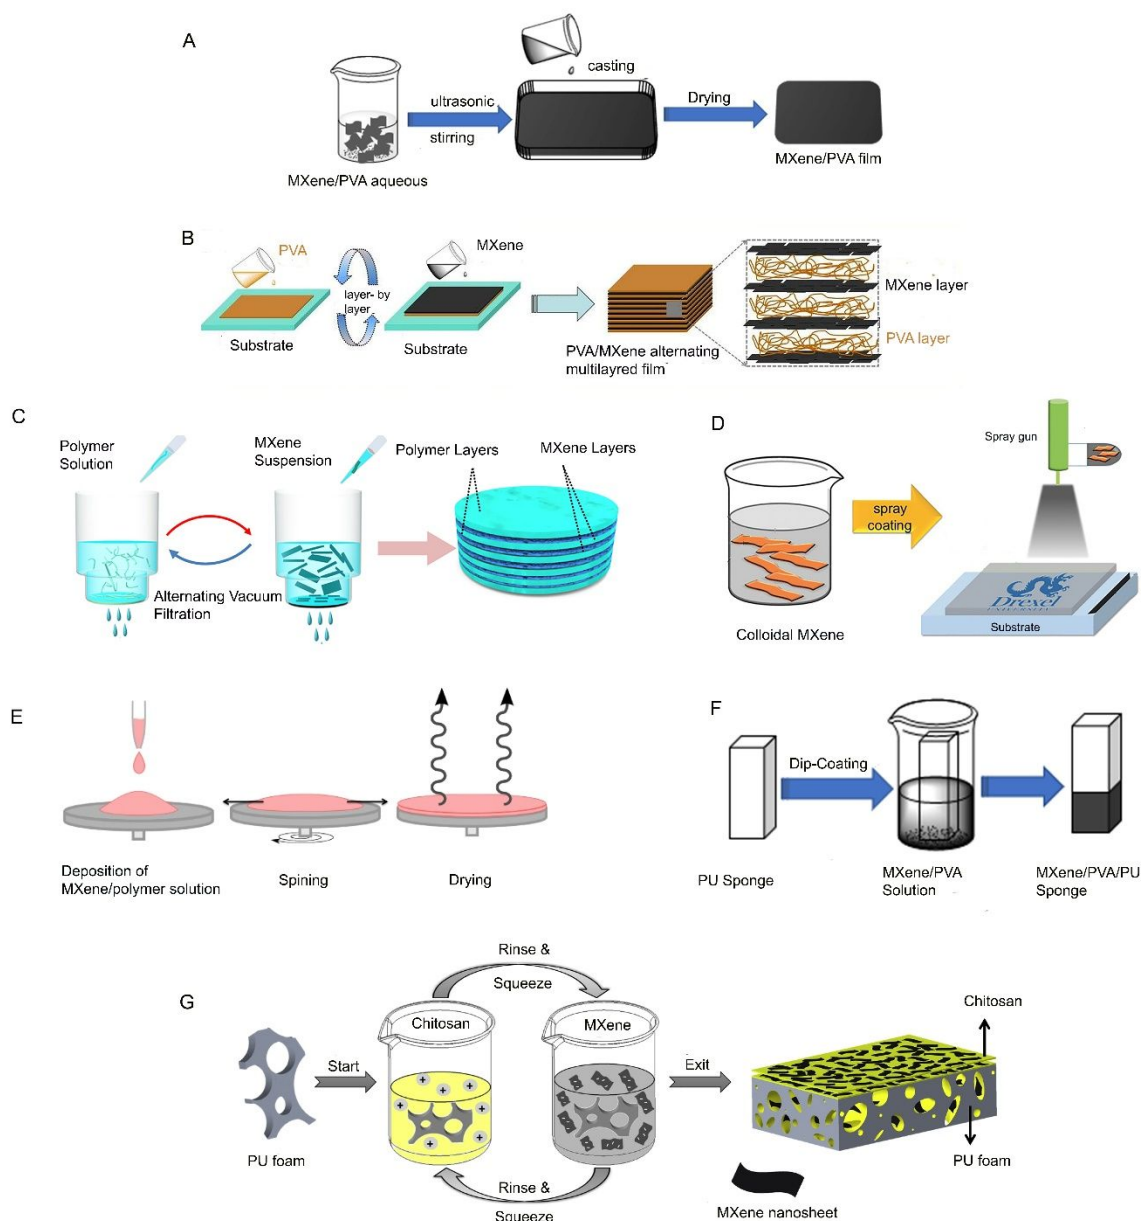 A
ultrasonic
stirring
casting
Drying
MXene/PVA aqueous
MXene/PVA film
B
PVA
MXene
layer- by
layer
Substrate
Substrate
PVA/MXene alternating
multilayred film
MXene layer
PVA layer
C
Polymer
Solution
MXene
Suspension
Polymer Layers
MXene Layers
Alternating Vacuum
Filtration
D
Spray gun
spray
coating
Colloidal MXene
Drexel
UNIVERSITY
Substrate
E
Deposition of
MXene/polymer solution
Spining
Drying
F
Dip-Coating
PU Sponge
MXene/PVA
Solution
MXene/PVA/PU
Sponge
G
Rinse &
Squeeze
Chitosan
MXene
Start
Exit
Chitosan
PU foam
PU foam
Rinse &
Squeeze
MXene nanosheet